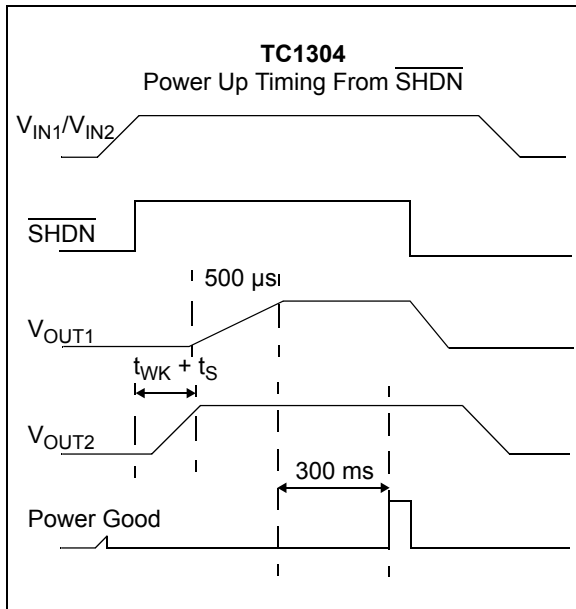 TC1304
Power Up Timing From SHDN
VIN1/VIN2
SHDN
500 µs
VOUT1
tWK + tS
VOUT2
300 ms
Power Good